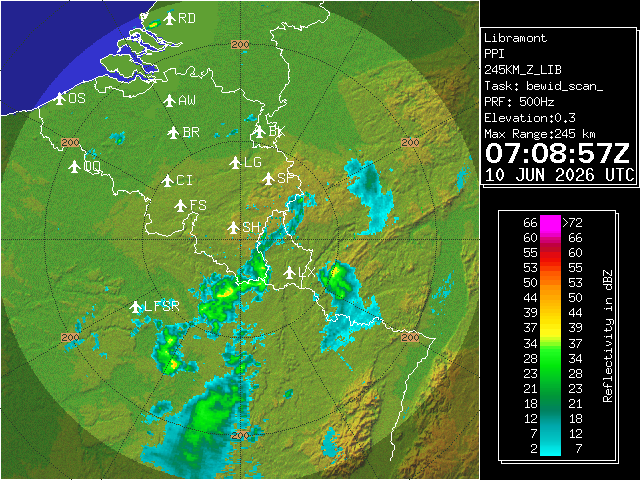 RD
200
OS
AW
BR
BK
200
200
QQ
LG
CI
SP
FS
SH
LX
LFSR
200
200
200
Libramont
PPI
245KM_Z_LIB
Task: bewid_scan_
PRF: 500Hz
Elevation:0.3
Max Range:245 km
07:08:57Z
10 JUN 2026 UTC
66 >72
60 66
55 60
53 55
50 53
44 50
39 44
37 39
34 37
28 34
23 28
21 23
18 21
12 18
7 12
2 7
Reflectivity in dBZ